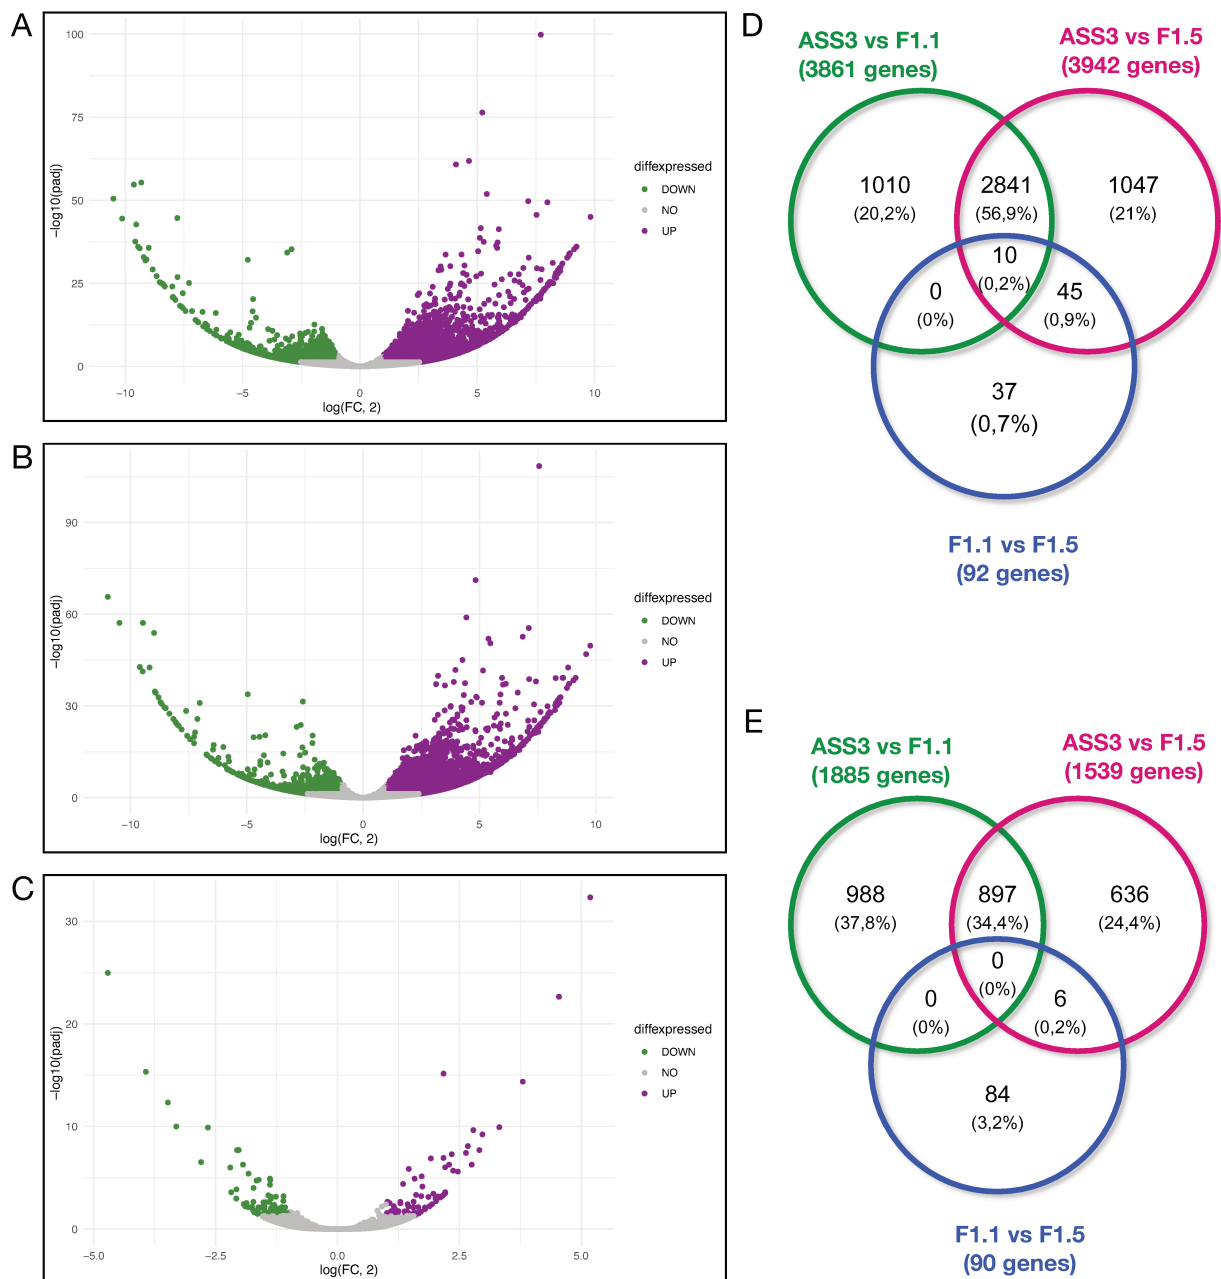 A
100
75
50
25
0
−log10(padj)
−10
−5
0
5
10
log(FC, 2)
diffexpressed
DOWN
NO
UP
B
90
60
30
0
−log10(padj)
−10
−5
0
5
10
log(FC, 2)
diffexpressed
DOWN
NO
UP
C
30
20
10
0
−log10(padj)
−5.0
−2.5
0.0
2.5
5.0
log(FC, 2)
diffexpressed
DOWN
NO
UP
D
ASS3 vs F1.1
(3861 genes)
ASS3 vs F1.5
(3942 genes)
1010
(20,2%)
2841
(56,9%)
1047
(21%)
10
(0,2%)
0
(0%)
45
(0,9%)
37
(0,7%)
F1.1 vs F1.5
(92 genes)
E
ASS3 vs F1.1
(1885 genes)
ASS3 vs F1.5
(1539 genes)
988
(37,8%)
897
(34,4%)
636
(24,4%)
0
(0%)
0
(0%)
6
(0,2%)
84
(3,2%)
F1.1 vs F1.5
(90 genes)